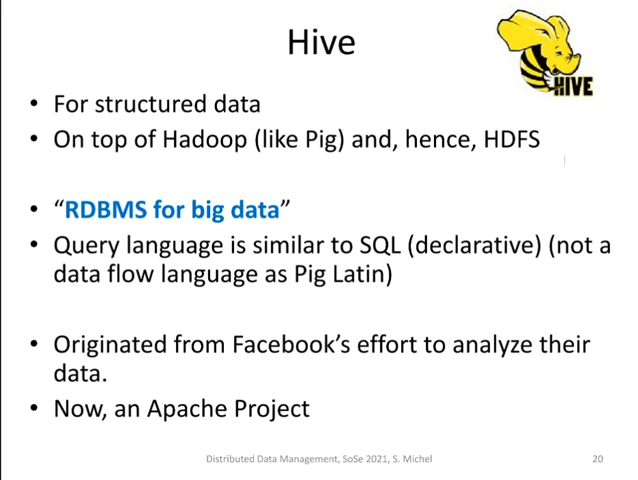 Hive
HIVE
• For structured data
• On top of Hadoop (like Pig) and, hence, HDFS
• “RDBMS for big data”
• Query language is similar to SQL (declarative) (not a
data flow language as Pig Latin)
• Originated from Facebook’s effort to analyze their
data.
• Now, an Apache Project
Distributed Data Management, SoSe 2021, S. Michel
20